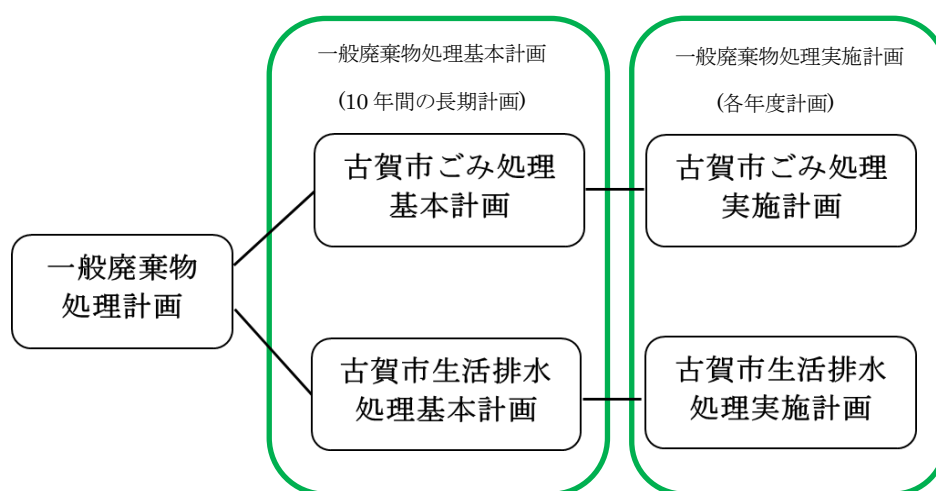 一般廃棄物処理基本計画
(10 年間の長期計画)
一般廃棄物処理実施計画
(各年度計画)
古賀市ごみ処理
基本計画
古賀市ごみ処理
実施計画
一般廃棄物
処理計画
古賀市生活排水
処理基本計画
古賀市生活排水
処理実施計画